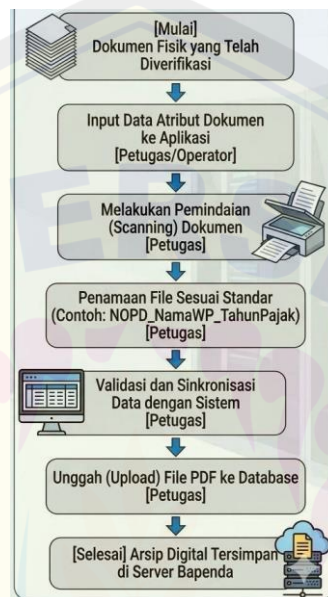 [Mulai]
Dokumen Fisik yang Telah
Diverifikasi
Input Data Atribut Dokumen
ke Aplikasi
[Petugas/Operator]
Melakukan Pemindaian
(Scanning) Dokumen
[Petugas]
Penamaan File Sesuai Standar
(Contoh: NOPD_NamaWP_TahunPajak)
[Petugas]
Validasi dan Sinkronisasi
Data dengan Sistem
[Petugas]
Unggah (Upload) File PDF ke Database
[Petugas]
[Selesai] Arsip Digital Tersimpan
di Server Bapenda